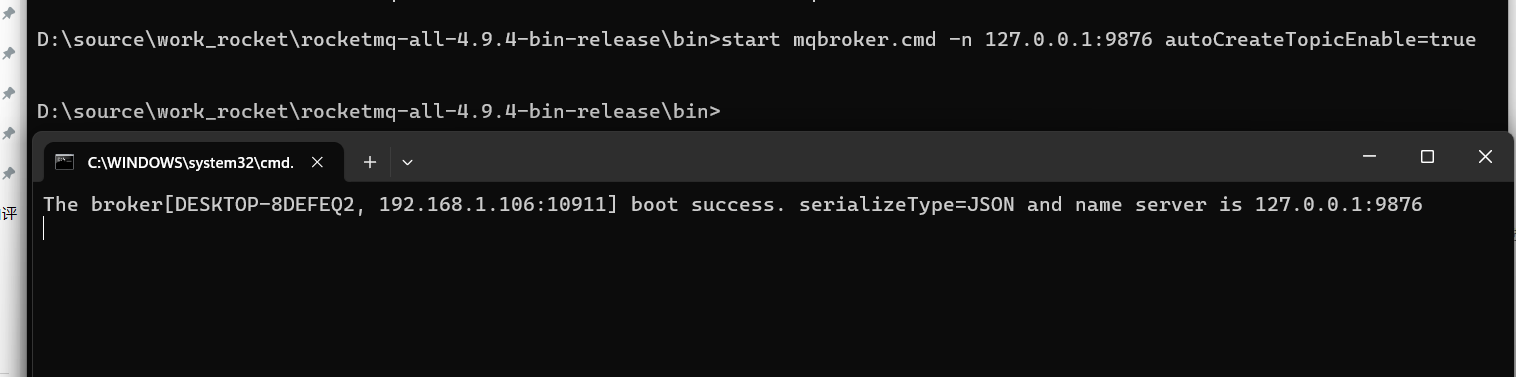 D:\source\work_rocket\rocketmq-all-4.9.4-bin-release\bin>start mqbroker.cmd -n 127.0.0.1:9876 autoCreateTopicEnable=true
D:\source\work_rocket\rocketmq-all-4.9.4-bin-release\bin>
C:\WINDOWS\system32\cmd.
The broker[DESKTOP-8DEFEQ2, 192.168.1.106:10911] boot success. serializeType=JSON and name server is 127.0.0.1:9876
评